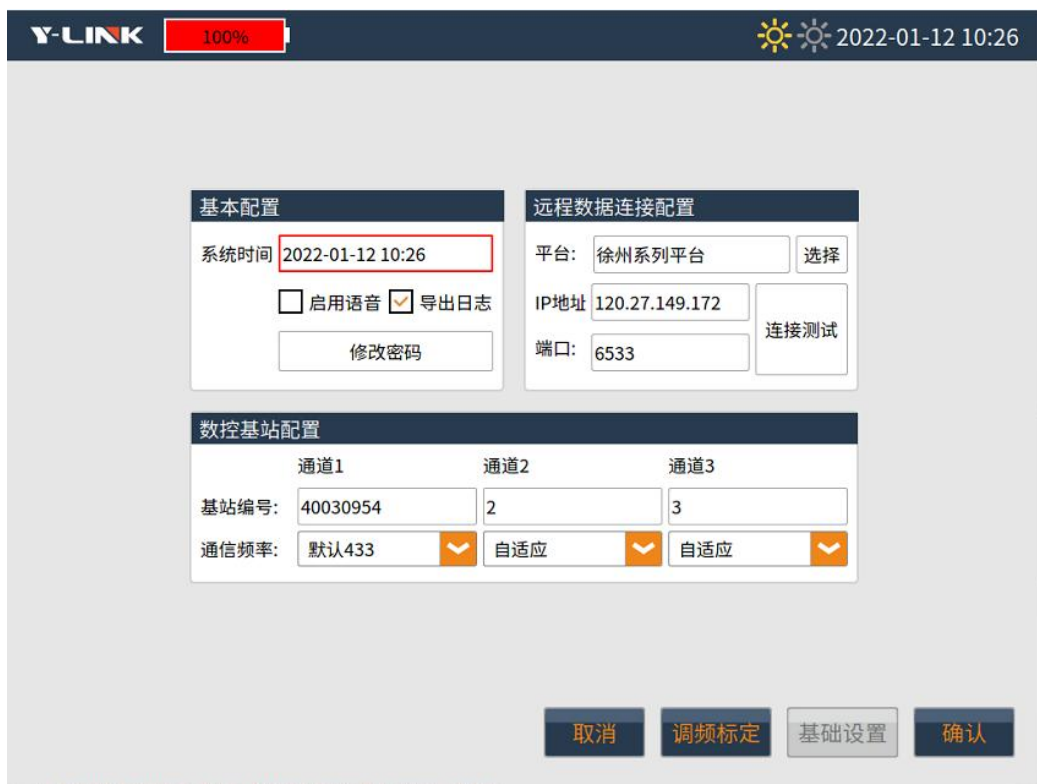 Y-LINK 100% 2022-01-12 10:26
基本配置
系统时间 2022-01-12 10:26
启用语音 导出日志
修改密码
远程数据连接配置
平台: 徐州系列平台 选择
IP地址 120.27.149.172
端口: 6533
连接测试
数控基站配置
通道1 通道2 通道3
基站编号: 40030954 2 3
通信频率: 默认433 自适应 自适应
取消 调频标定 基础设置 确认